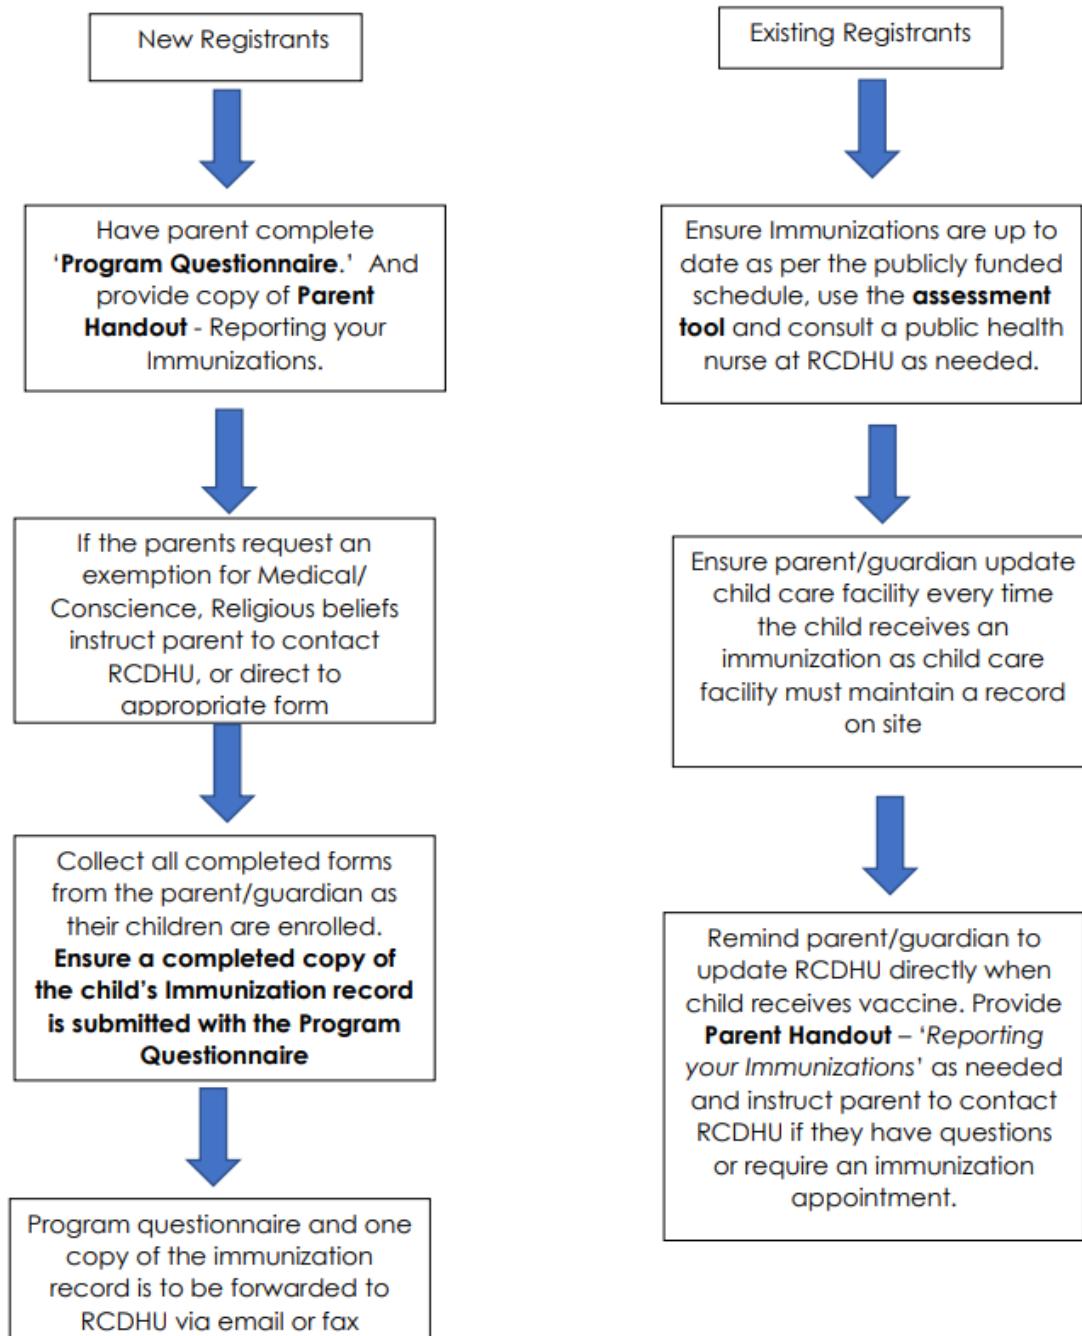 New Registrants
Have parent complete
‘Program Questionnaire.’ And
provide copy of Parent
Handout - Reporting your
Immunizations.
If the parents request an
exemption for Medical/
Conscience, Religious beliefs
instruct parent to contact
RCDHU, or direct to
appropriate form
Collect all completed forms
from the parent/guardian as
their children are enrolled.
Ensure a completed copy of
the child’s Immunization record
is submitted with the Program
Questionnaire
Program questionnaire and one
copy of the immunization
record is to be forwarded to
RCDHU via email or fax
Existing Registrants
Ensure Immunizations are up to
date as per the publicly funded
schedule, use the assessment
tool and consult a public health
nurse at RCDHU as needed.
Ensure parent/guardian update
child care facility every time
the child receives an
immunization as child care
facility must maintain a record
on site
Remind parent/guardian to
update RCDHU directly when
child receives vaccine. Provide
Parent Handout – ‘Reporting
your Immunizations’ as needed
and instruct parent to contact
RCDHU if they have questions
or require an immunization
appointment.